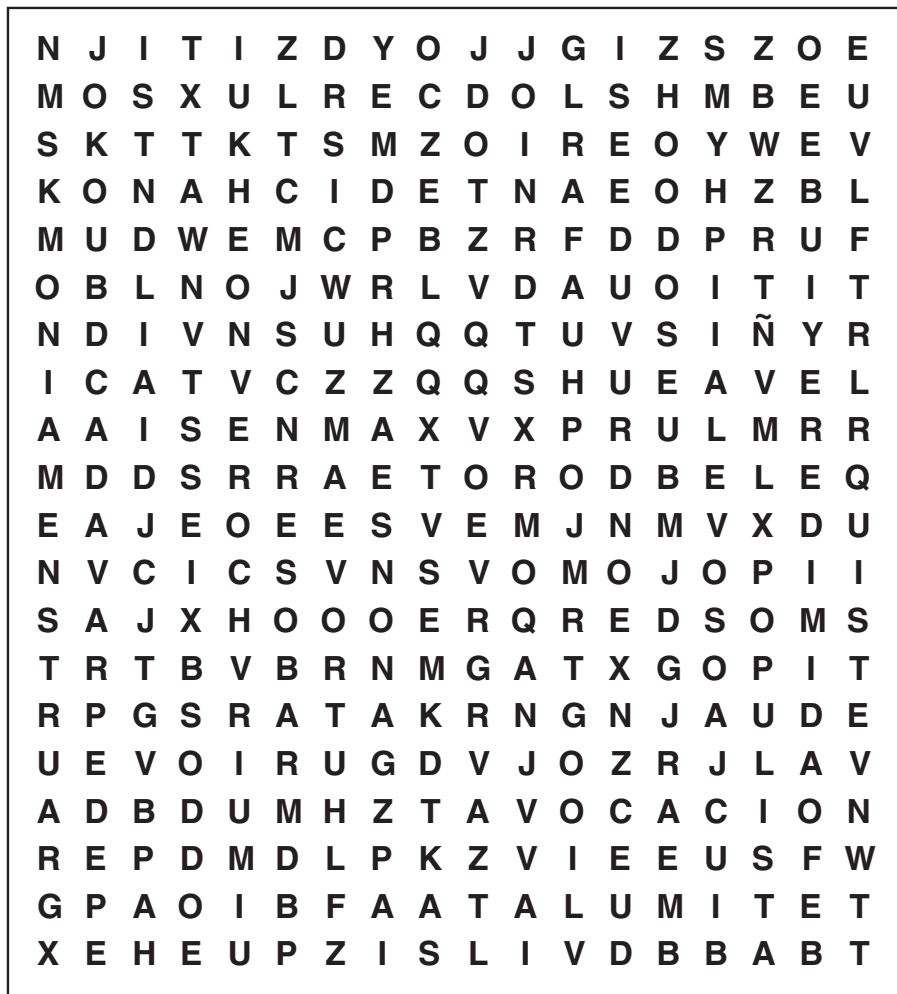 N J I T I Z D Y O J J G I Z S Z O E
M O S X U L R E C D O L S H M B E U
S K T T K T S M Z O I R E O Y W E V
K O N A H C I D E T N A E O H Z B L
M U D W E M C P B Z R F D D P R U F
O B L N O J W R L V D A U O I T I T
N D I V N S U H Q Q T U V S I Ñ Y R
I C A T V C Z Z Q Q S H U E A V E L
A A I S E N M A X V X P R U L M R R
M D D S R R A E T O R O D B E L E Q
E A J E O E E S V E M J N M V X D U
N V C I C S V N S V O M O J O P I I
S A J X H O O O E R Q R E D S O M S
T R T B V B R N M G A T X G O P I T
R P G S R A T A K R N G N J A U D E
U E V O I R U G D V J O Z R J L A V
A D B D U M H Z T A V O C A C I O N
R E P D M D L P K Z V I E E U S F W
G P A O I B F A A T A L U M I T E T
X E H E U P Z I S L I V D B B A B T